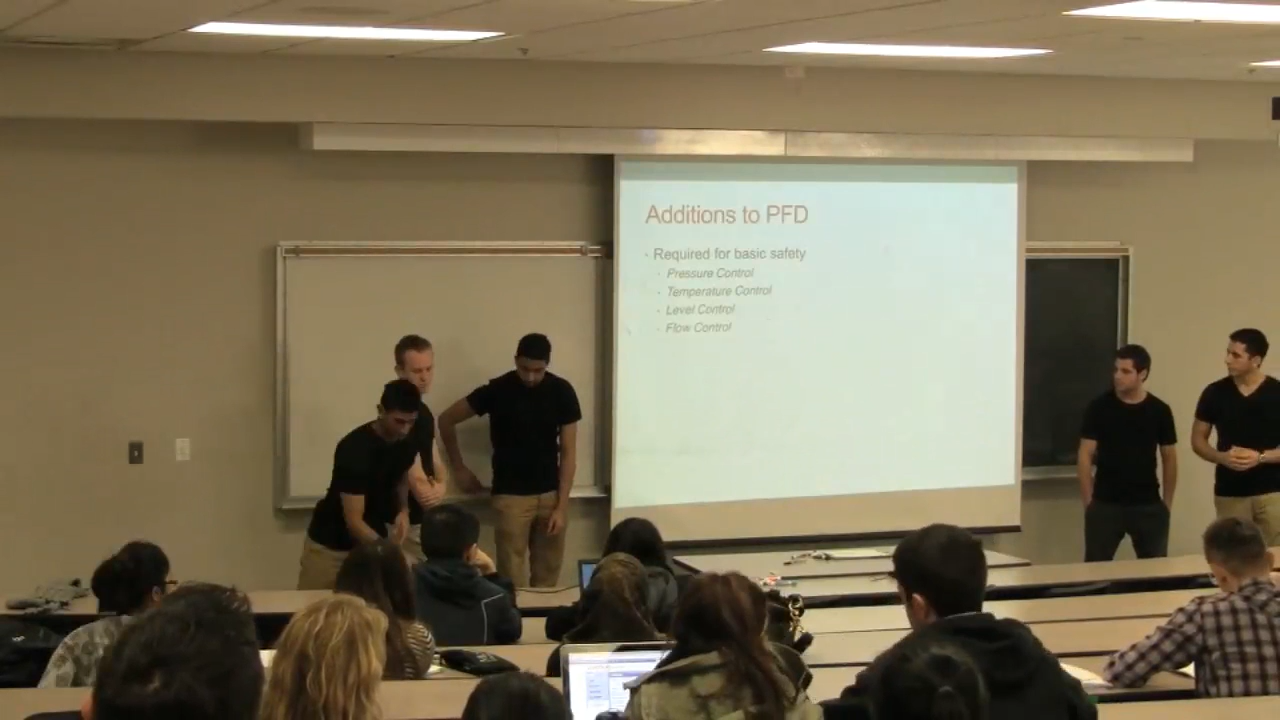 Additions to PFD
· Required for basic safety
· Pressure Control
· Temperature Control
· Level Control
· Flow Control